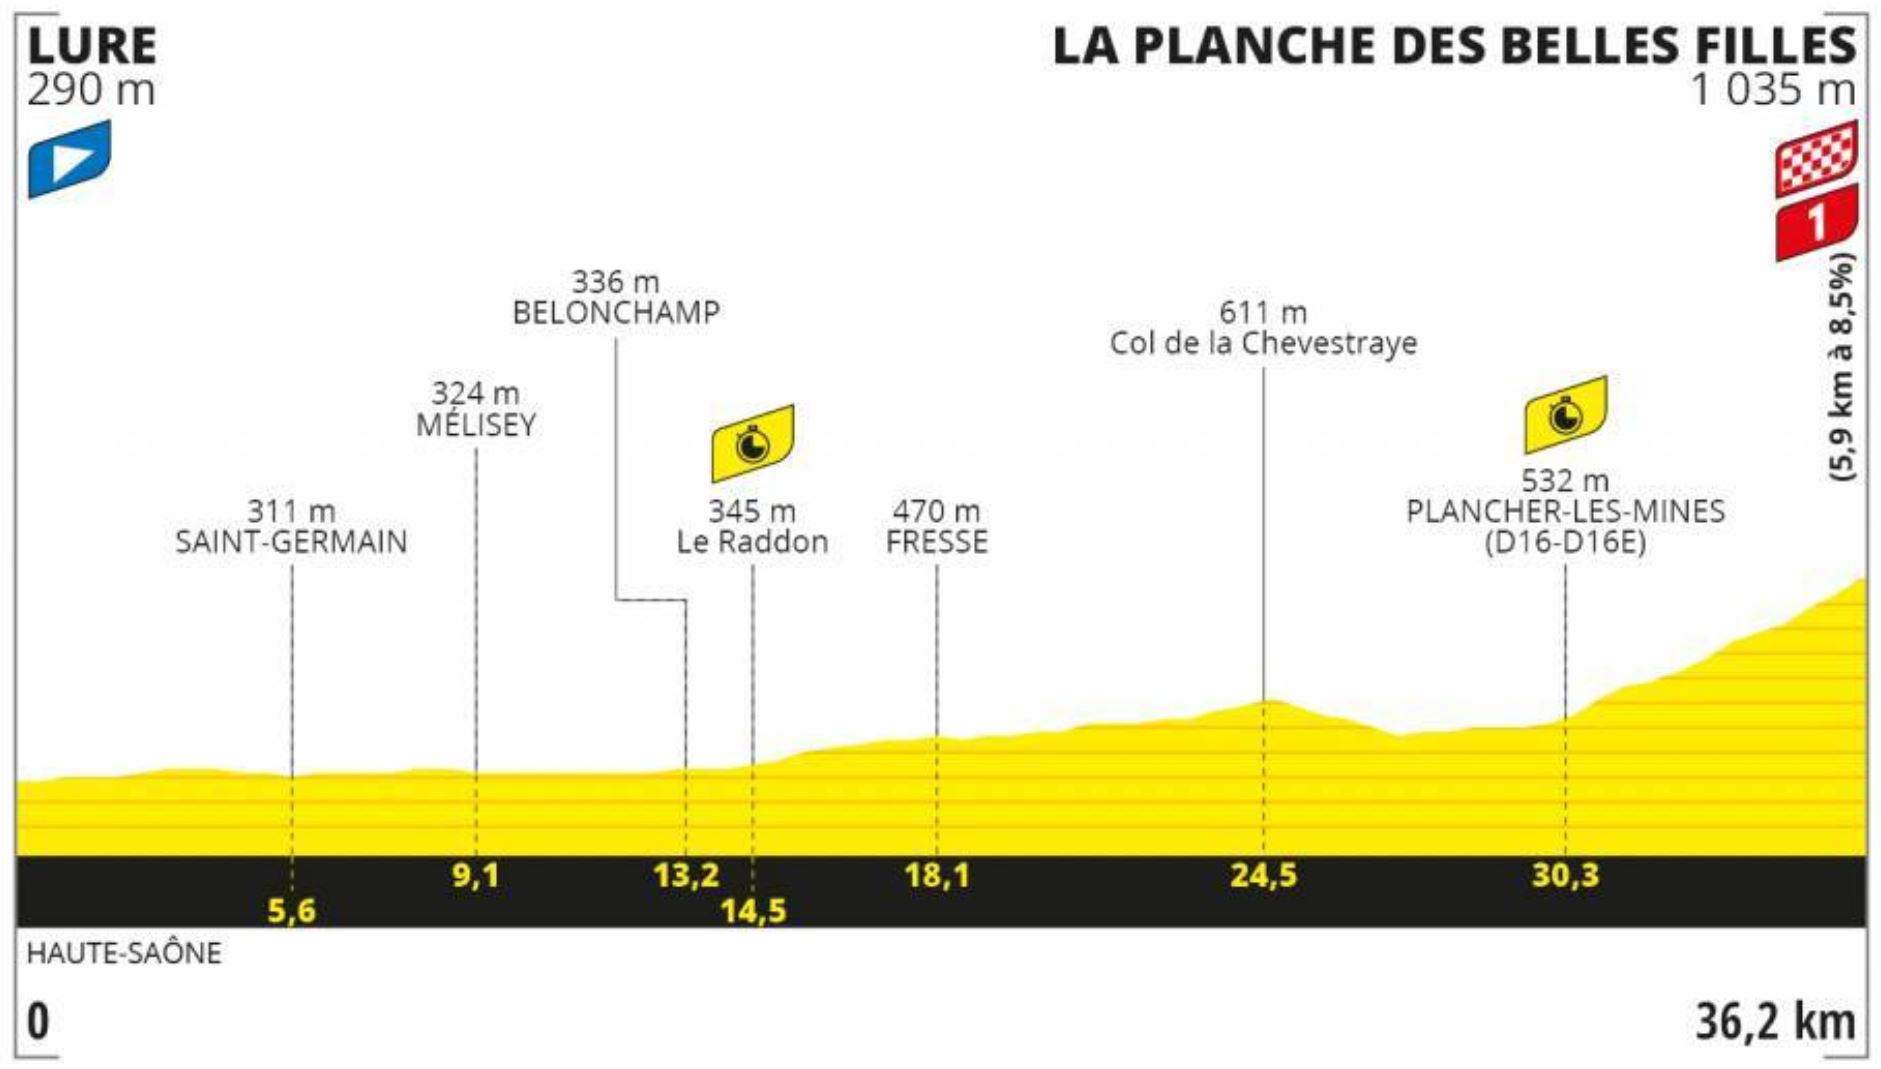 LURE
290 m
LA PLANCHE DES BELLES FILLES
1 035 m
1
(5,9 km à 8,5%)
336 m
BELONCHAMP
611 m
Col de la Chevestraye
324 m
MÉLISEY
311 m
SAINT-GERMAIN
345 m
Le Raddon
470 m
FRESSE
532 m
PLANCHER-LES-MINES
(D16-D16E)
9,1
13,2
18,1
24,5
30,3
5,6
14,5
HAUTE-SAÔNE
0
36,2 km